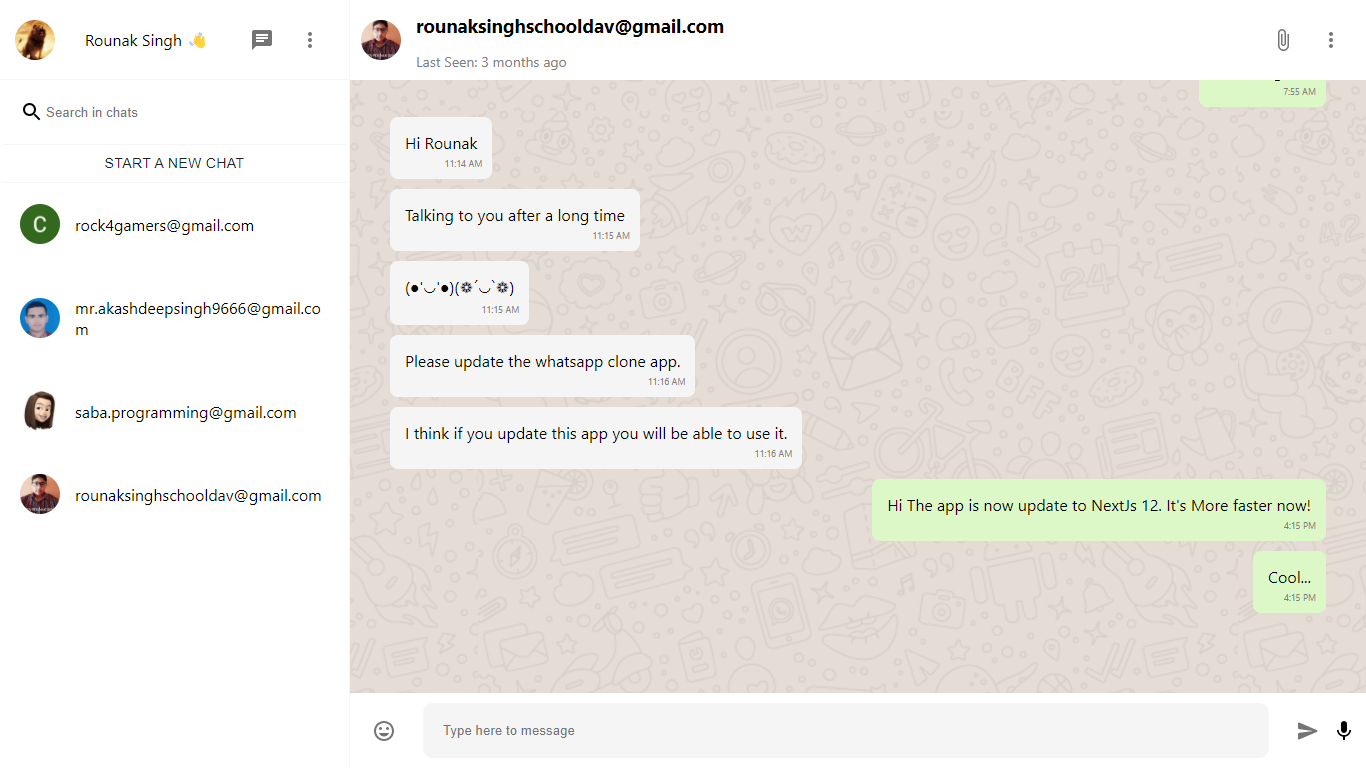 Rounak Singh 👋
Search in chats
START A NEW CHAT
C
rock4gamers@gmail.com
mr.akashdeepsingh9666@gmail.co
m
saba.programming@gmail.com
rounaksinghschooldav@gmail.com
rounaksinghschooldav@gmail.com
Last Seen: 3 months ago
7:55 AM
Hi Rounak
11:14 AM
Talking to you after a long time
11:15 AM
(●'◡'●)(❁´◡`❁)
11:15 AM
Please update the whatsapp clone app.
11:16 AM
I think if you update this app you will be able to use it.
11:16 AM
Hi The app is now update to NextJs 12. It's More faster now!
4:15 PM
Cool...
4:15 PM
Type here to message